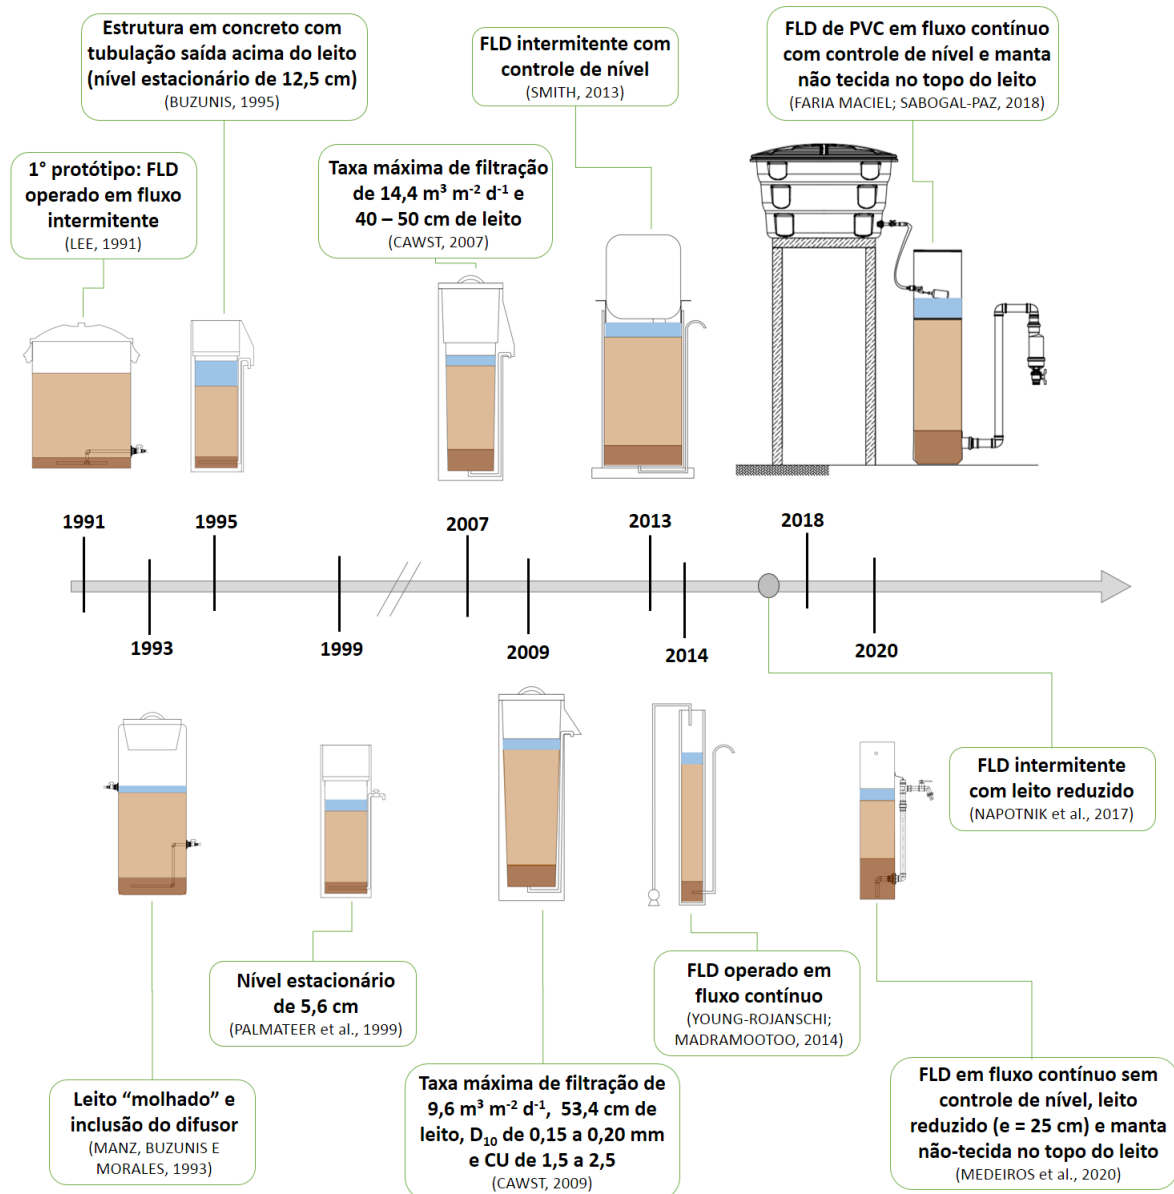 Estrutura em concreto com
tubulação saída acima do leito
(nível estacionário de 12,5 cm)
(BUZUNIS, 1995)
FLD intermitente com
controle de nível
(SMITH, 2013)
FLD de PVC em fluxo contínuo
com controle de nível e manta
não tecida no topo do leito
(FARIA MACIEL; SABOGAL-PAZ, 2018)
1° protótipo: FLD
operado em fluxo
intermitente
(LEE, 1991)
Taxa máxima de filtração
de 14,4 m³ m⁻² d⁻¹ e
40 – 50 cm de leito
(CAWST, 2007)
1991
1995
2007
2013
2018
1993
1999
2009
2014
2020
FLD intermitente
com leito reduzido
(NAPOTNIK et al., 2017)
Nível estacionário
de 5,6 cm
(PALMATEER et al., 1999)
FLD operado em
fluxo contínuo
(YOUNG-ROJANSCHI;
MADRAMOOTOO, 2014)
Leito “molhado” e
inclusão do difusor
(MANZ, BUZUNIS E
MORALES, 1993)
Taxa máxima de filtração de
9,6 m³ m⁻² d⁻¹, 53,4 cm de
leito, D₁₀ de 0,15 a 0,20 mm
e CU de 1,5 a 2,5
(CAWST, 2009)
FLD em fluxo contínuo sem
controle de nível, leito
reduzido (e = 25 cm) e manta
não-tecida no topo do leito
(MEDEIROS et al., 2020)